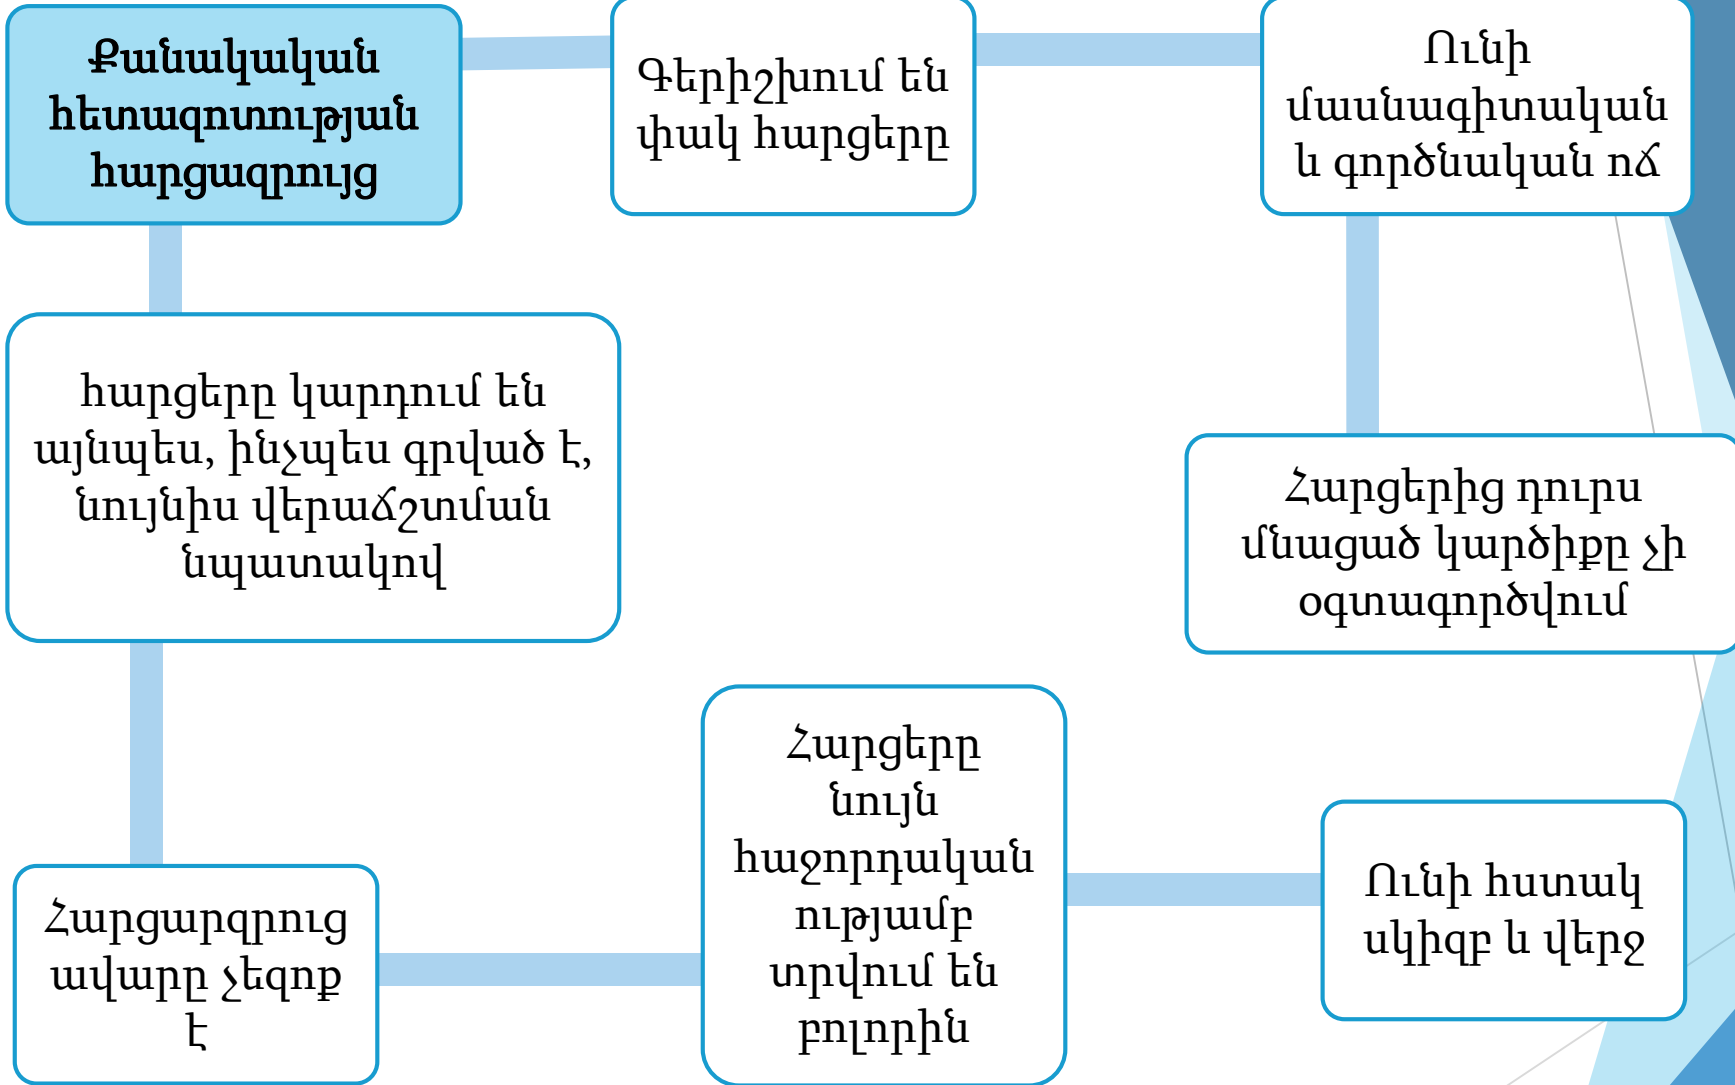 Քանակական
հետազոտության
հարցազրույց
Գերիշխում են
փակ հարցերը
Ունի
մասնագիտական
և գործնական ոճ
հարցերը կարդում են
այնպես, ինչպես գրված է,
նույնիս վերաճշտման
նպատակով
Հարցերից դուրս
մնացած կարծիքը չի
օգտագործվում
Հարցարզրուց
ավարը չեզոք
է
Հարցերը
նույն
հաջորդական
ությամբ
տրվում են
բոլորին
Ունի հստակ
սկիզբ և վերջ